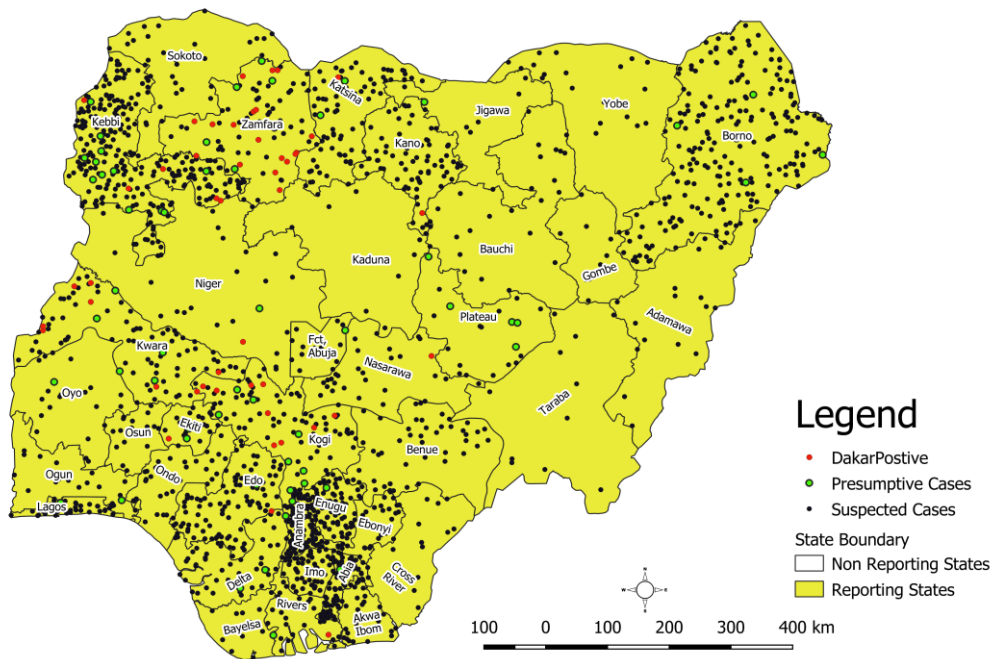 Sokoto
Katsina
Jigawa
Yobe
Borno
Kebbi
Zamfara
Kano
Bauchi
Gombe
Kaduna
Niger
Adamawa
Plateau
Kwara
Fct,
Abuja
Nasarawa
Taraba
Oyo
Osun
Ekiti
Kogi
Benue
Ogun
Ondo
Edo
Lagos
Anambra
Enugu
Ebonyi
Imo
Abia
Cross
River
Delta
Rivers
Akwa
Ibom
Bayelsa
Legend
DakarPostive
Presumptive Cases
Suspected Cases
State Boundary
Non Reporting States
Reporting States
N
W E
S
100 0 100 200 300 400 km